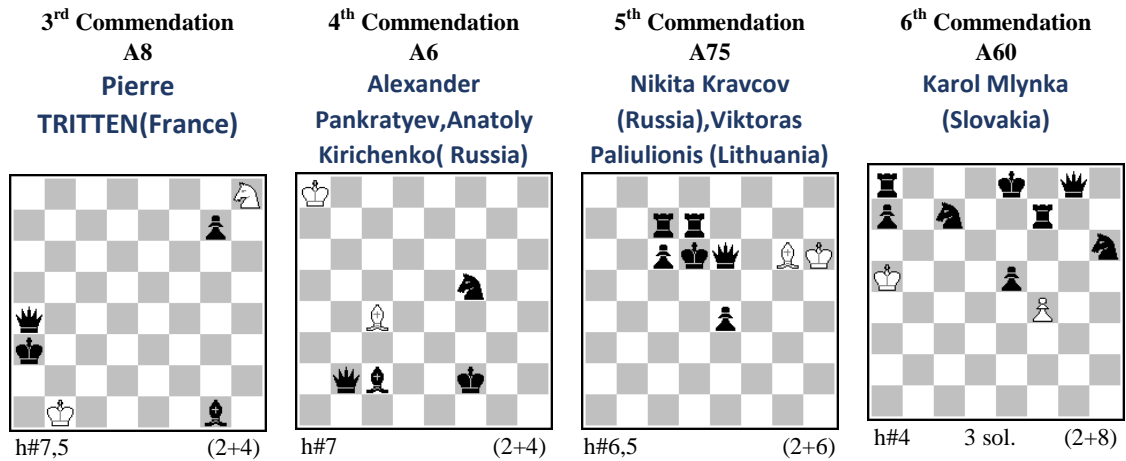 3rd Commendation
A8
Pierre
TRITTEN(France)
h#7,5 (2+4)
4th Commendation
A6
Alexander
Pankratyev,Anatoly
Kirichenko( Russia)
h#7 (2+4)
5th Commendation
A75
Nikita Kravcov
(Russia),Viktoras
Paliulionis (Lithuania)
h#6,5 (2+6)
6th Commendation
A60
Karol Mlynka
(Slovakia)
h#4 3 sol. (2+8)